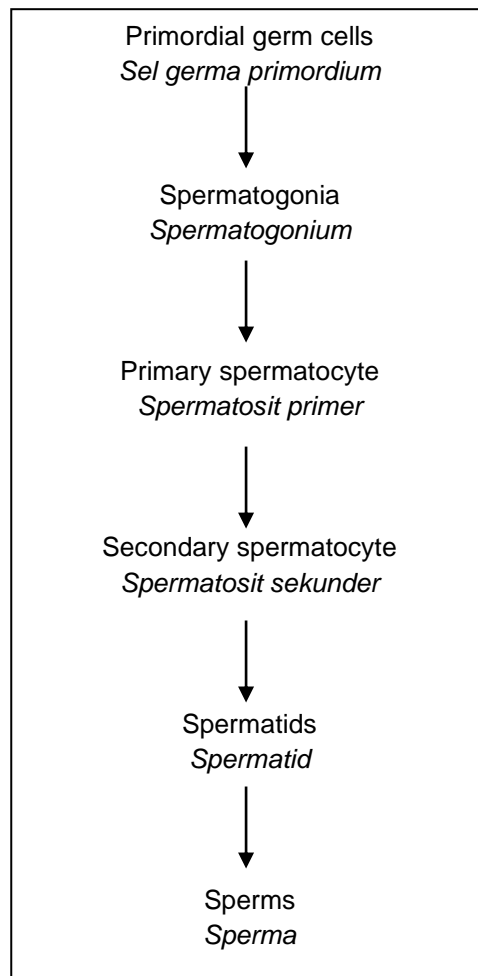 Primordial germ cells
Sel germa primordium
Spermatogonia
Spermatogonium
Primary spermatocyte
Spermatosit primer
Secondary spermatocyte
Spermatosit sekunder
Spermatids
Spermatid
Sperms
Sperma